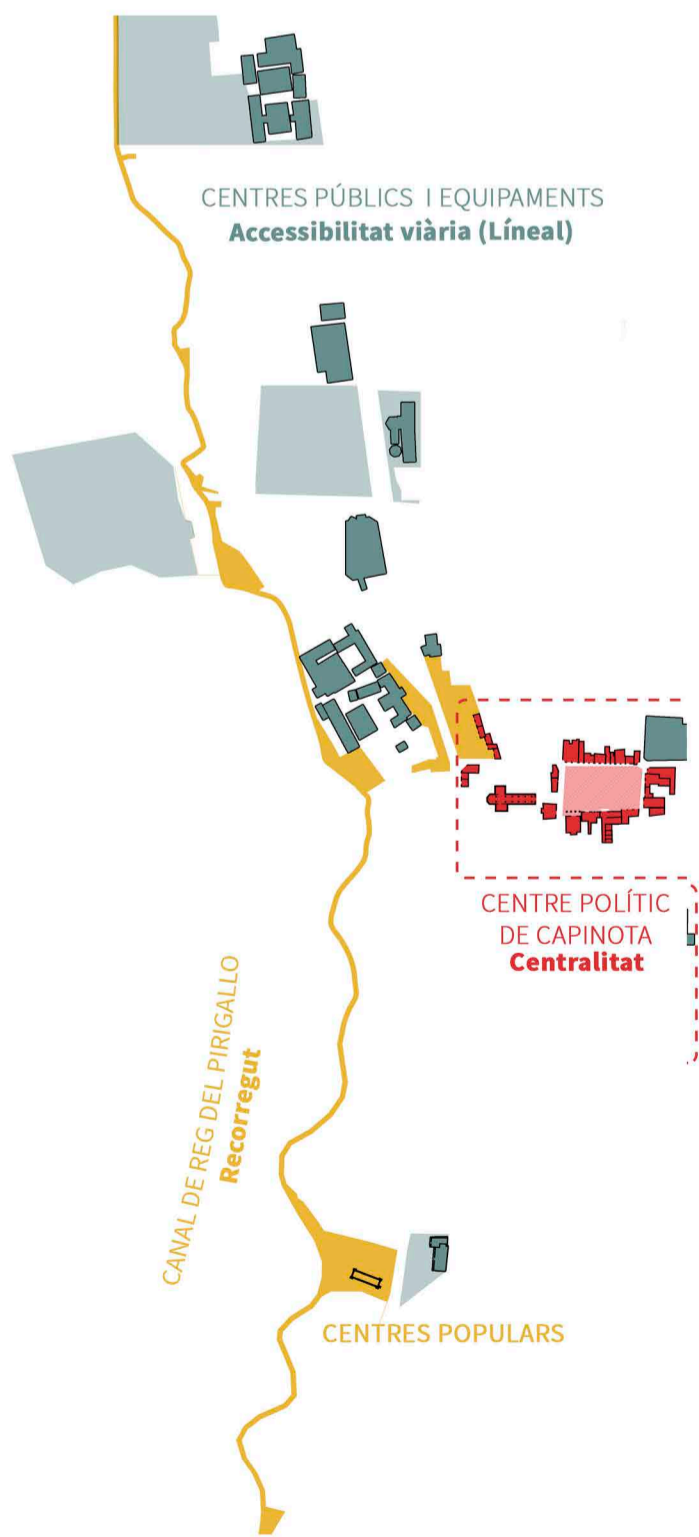 CENTRES PÚBLICS I EQUIPAMENTS
Accessibilitat viària (Líneal)
CENTRE POLÍTIC
DE CAPINOTA
Centralitat
CANAL DE REG DEL PIRIGALLO
Recorregut
CENTRES POPULARS